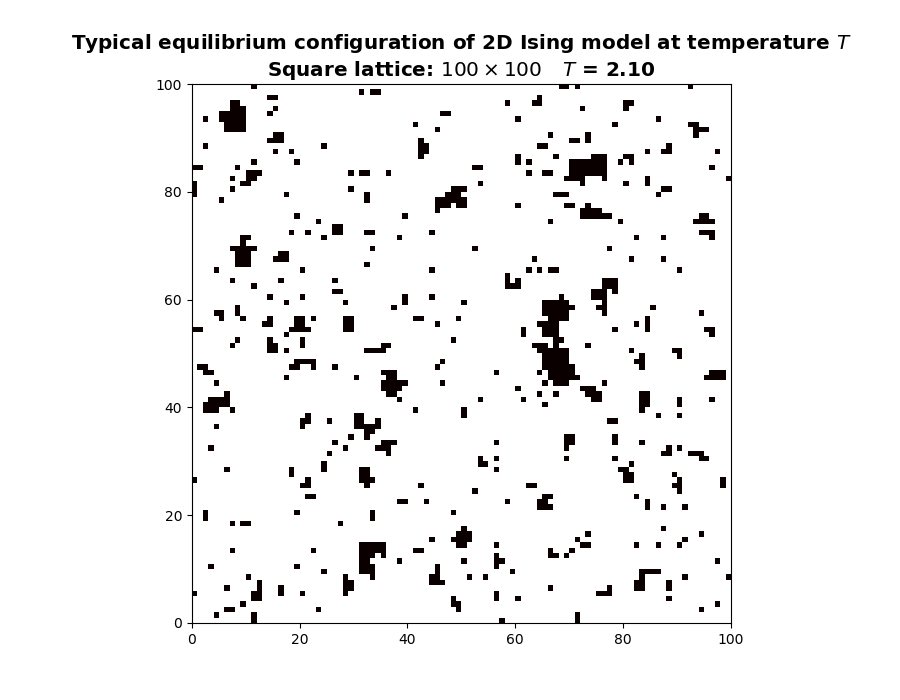 Typical equilibrium configuration of 2D Ising model at temperature T
Square lattice: 100 × 100 T = 2.10
100
80
60
40
20
0
0 20 40 60 80 100